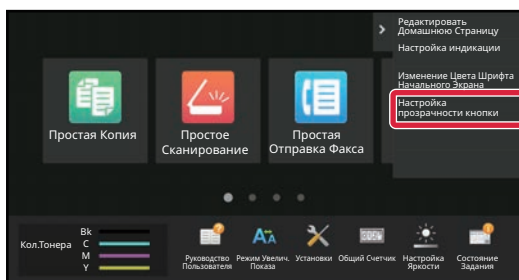 Редактировать
Домашнюю Страницу
Настройка индикации
Изменение Цвета Шрифта
Начального Экрана
Настройка
прозрачности кнопки
Простая Копия
Простое
Сканирование
Простая
Отправка Факса
Кол.Тонера
Bk
C
M
Y
Руководство
Пользователя
Режим Увелич.
Показа
Установки
Общий Счетчик
Настройка
Яркости
Состояние
Задания